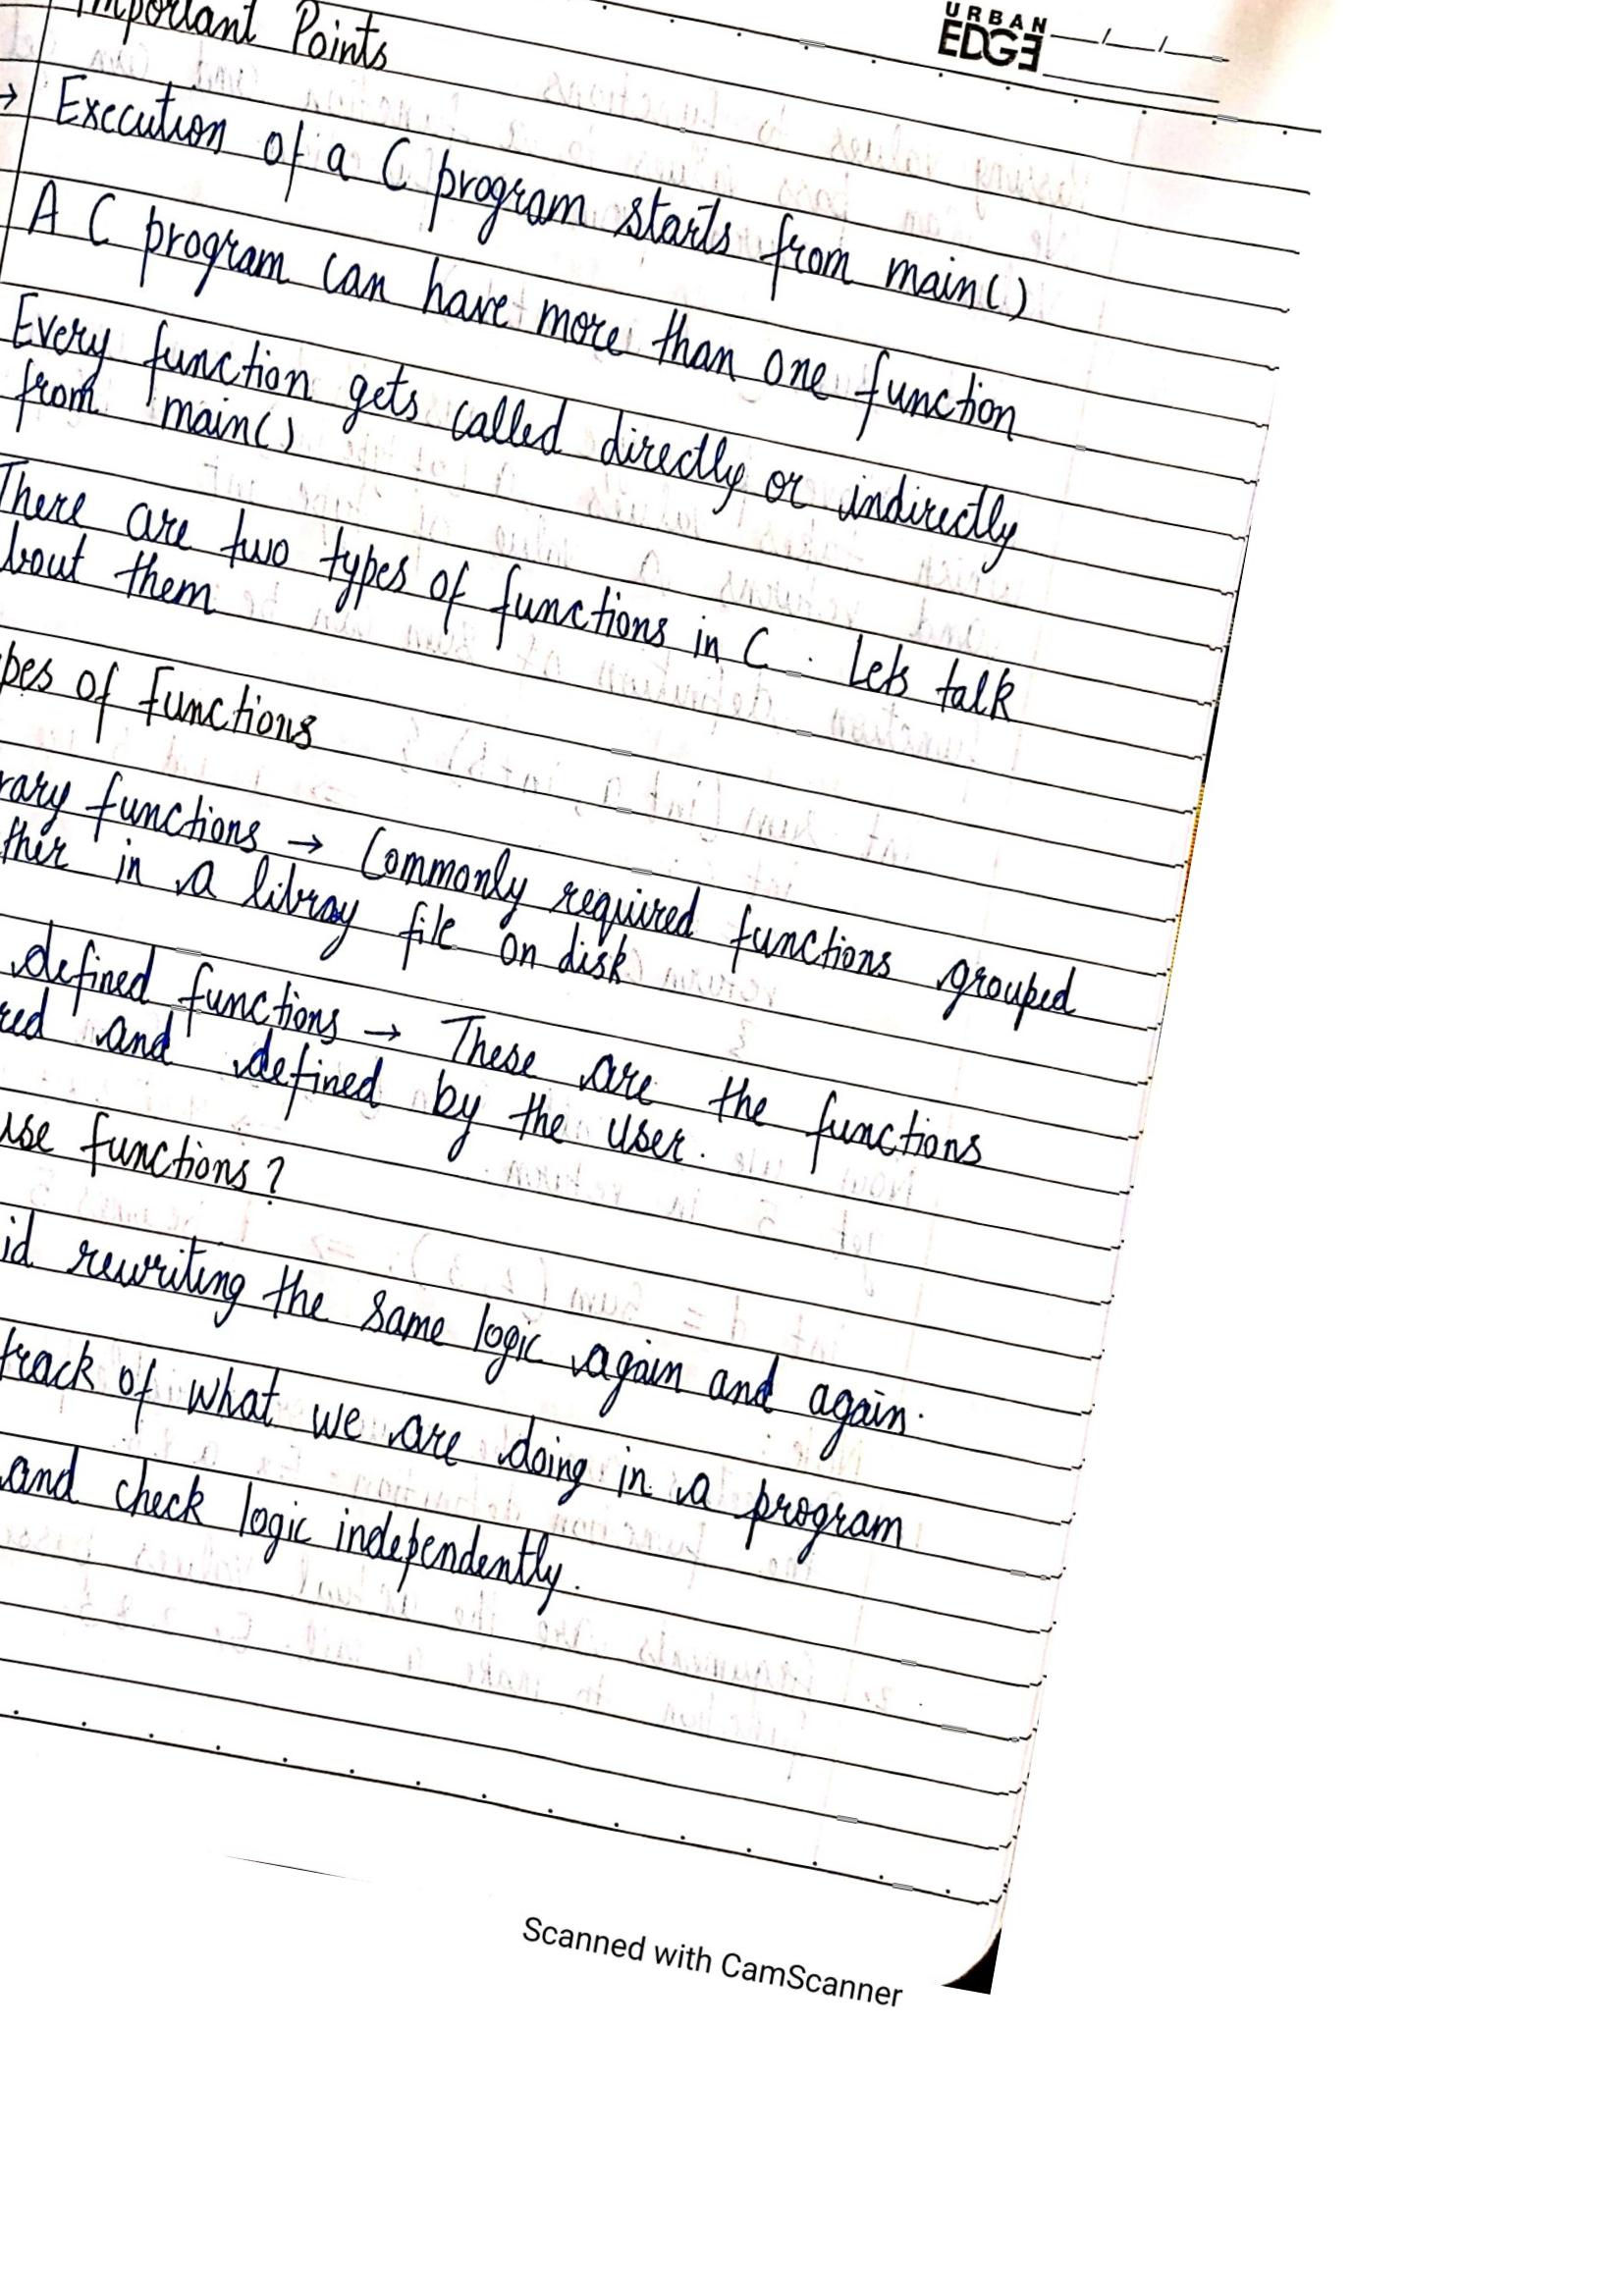 Important Points
URBAN
EDGE
→ Execution of a C program starts from main()
A C program can have more than one function
Every function gets called directly or indirectly
from main()
There are two types of functions in C. Lets talk
bout them
pes of Functions
rary functions → Commonly required functions grouped
ther in a libray file on disk
defined functions → These are the functions
red and defined by the user.
use functions?
id rewriting the same logic again and again.
track of what we are doing in a program
and check logic independently.
Scanned with CamScanner